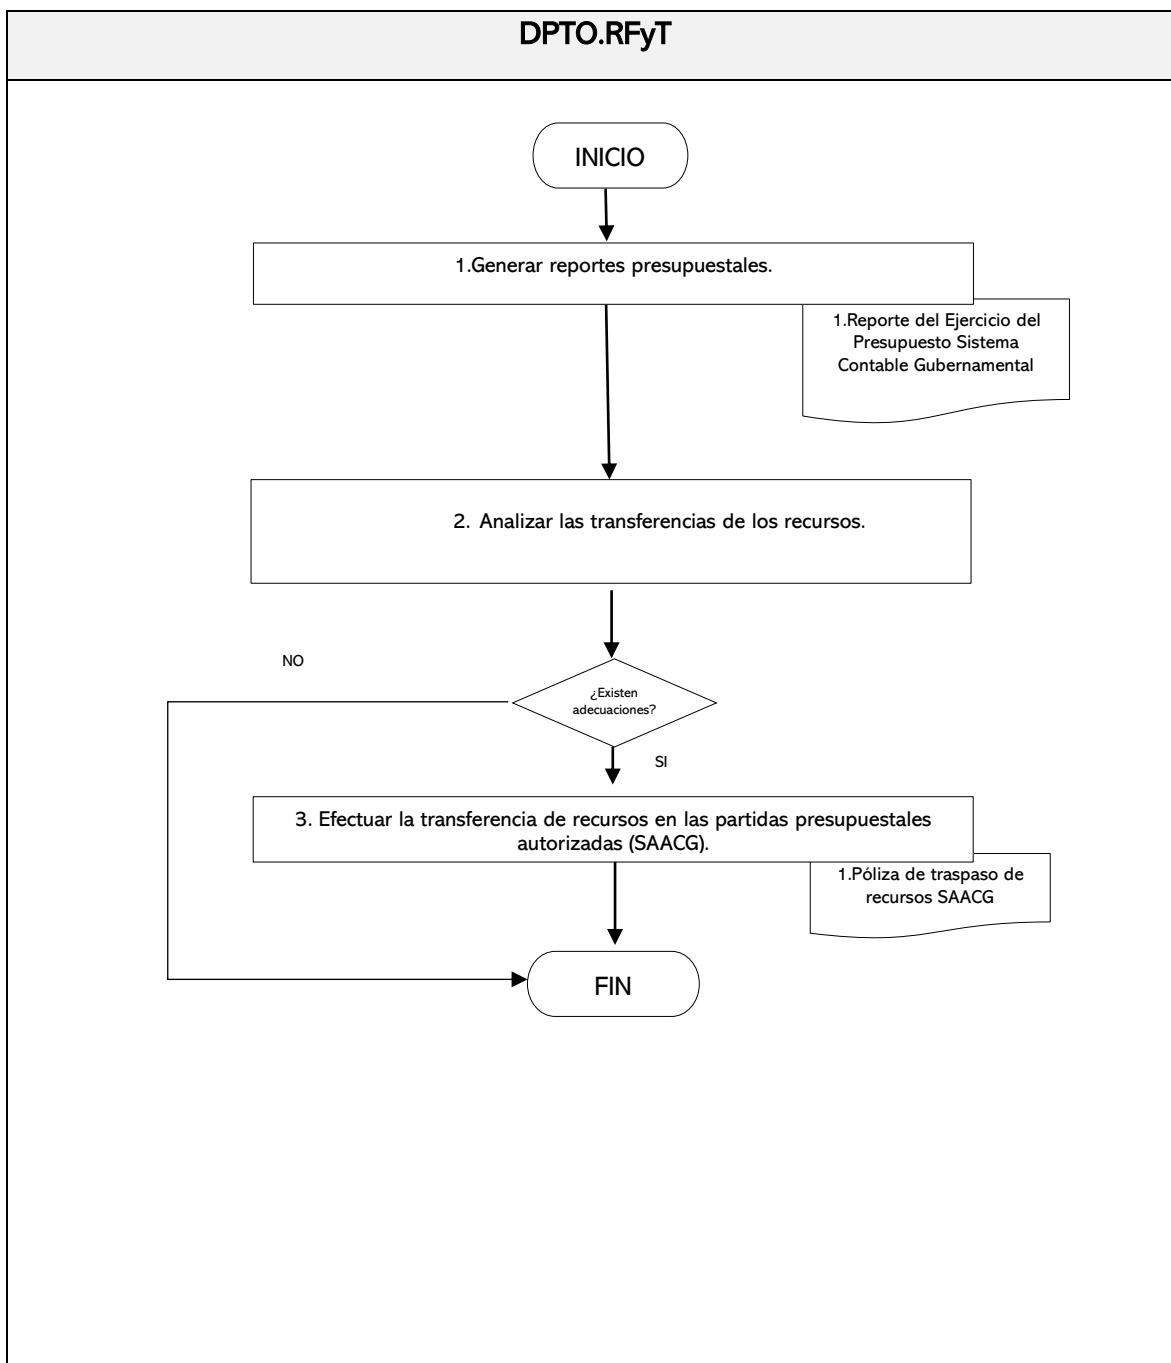 DPTO.RFyT
INICIO
1.Generar reportes presupuestales.
1.Reporte del Ejercicio del
Presupuesto Sistema
Contable Gubernamental
2. Analizar las transferencias de los recursos.
NO
¿Existen
adecuaciones?
SI
3. Efectuar la transferencia de recursos en las partidas presupuestales
autorizadas (SAACG).
1.Póliza de traspaso de
recursos SAACG
FIN